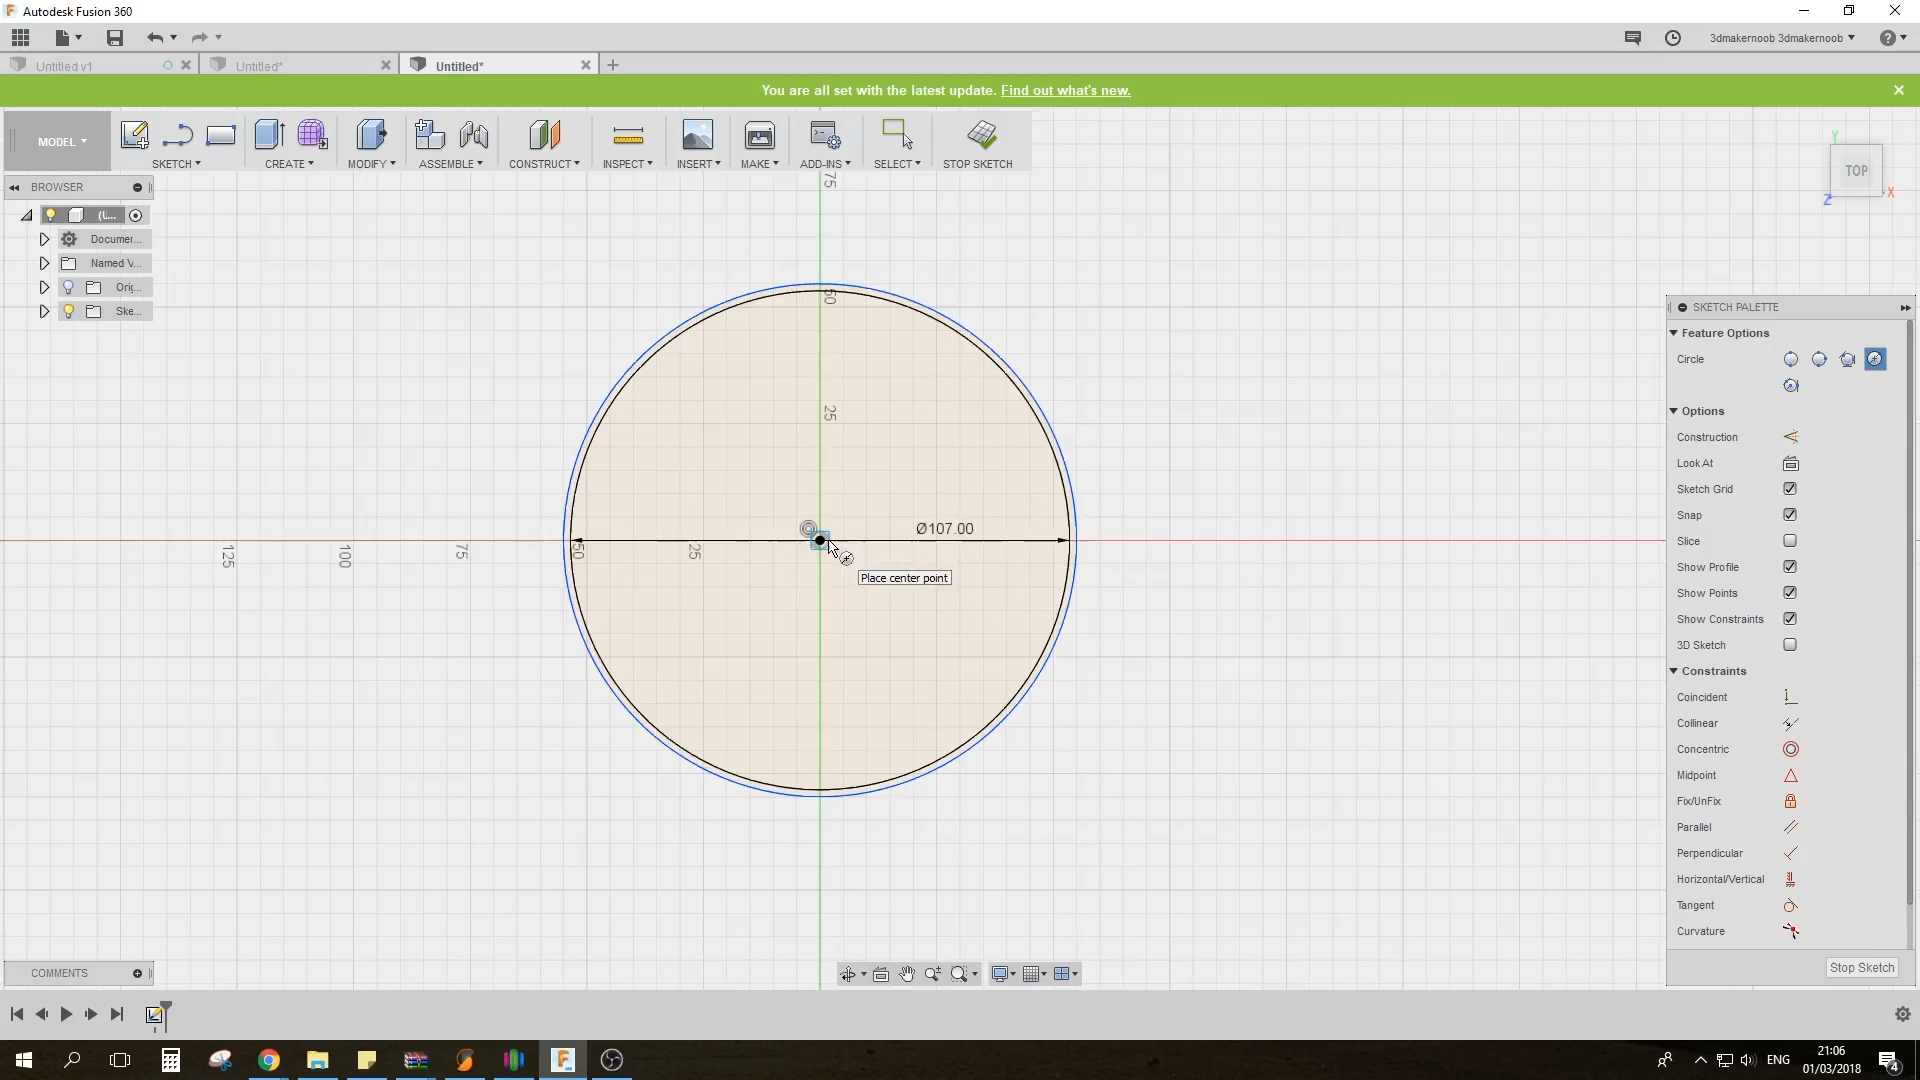 Autodesk Fusion 360
3dmakernoob 3dmakernoob
Untitled v1
Untitled*
Untitled*
You are all set with the latest update. Find out what's new.
MODEL
SKETCH
CREATE
MODIFY
ASSEMBLE
CONSTRUCT
INSPECT
INSERT
MAKE
ADD-INS
SELECT
STOP SKETCH
BROWSER
(U...
Documer...
Named V...
Orig...
Ske...
Y
TOP
X
Z
75
50
25
125
100
75
50
25
Ø107.00
Place center point
SKETCH PALETTE
Feature Options
Circle
Options
Construction
Look At
Sketch Grid
Snap
Slice
Show Profile
Show Points
Show Constraints
3D Sketch
Constraints
Coincident
Collinear
Concentric
Midpoint
Fix/UnFix
Parallel
Perpendicular
Horizontal/Vertical
Tangent
Curvature
Stop Sketch
COMMENTS
ENG
21:06
01/03/2018
4